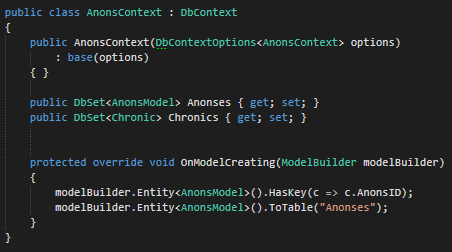 public class AnonsContext : DbContext
{
    public AnonsContext(DbContextOptions<AnonsContext> options)
        : base(options)
    { }

    public DbSet<AnonsModel> Anonses { get; set; }
    public DbSet<Chronic> Chronics { get; set; }


    protected override void OnModelCreating(ModelBuilder modelBuilder)
    {
        modelBuilder.Entity<AnonsModel>().HasKey(c => c.AnonsID);
        modelBuilder.Entity<AnonsModel>().ToTable("Anonses");
    }
}